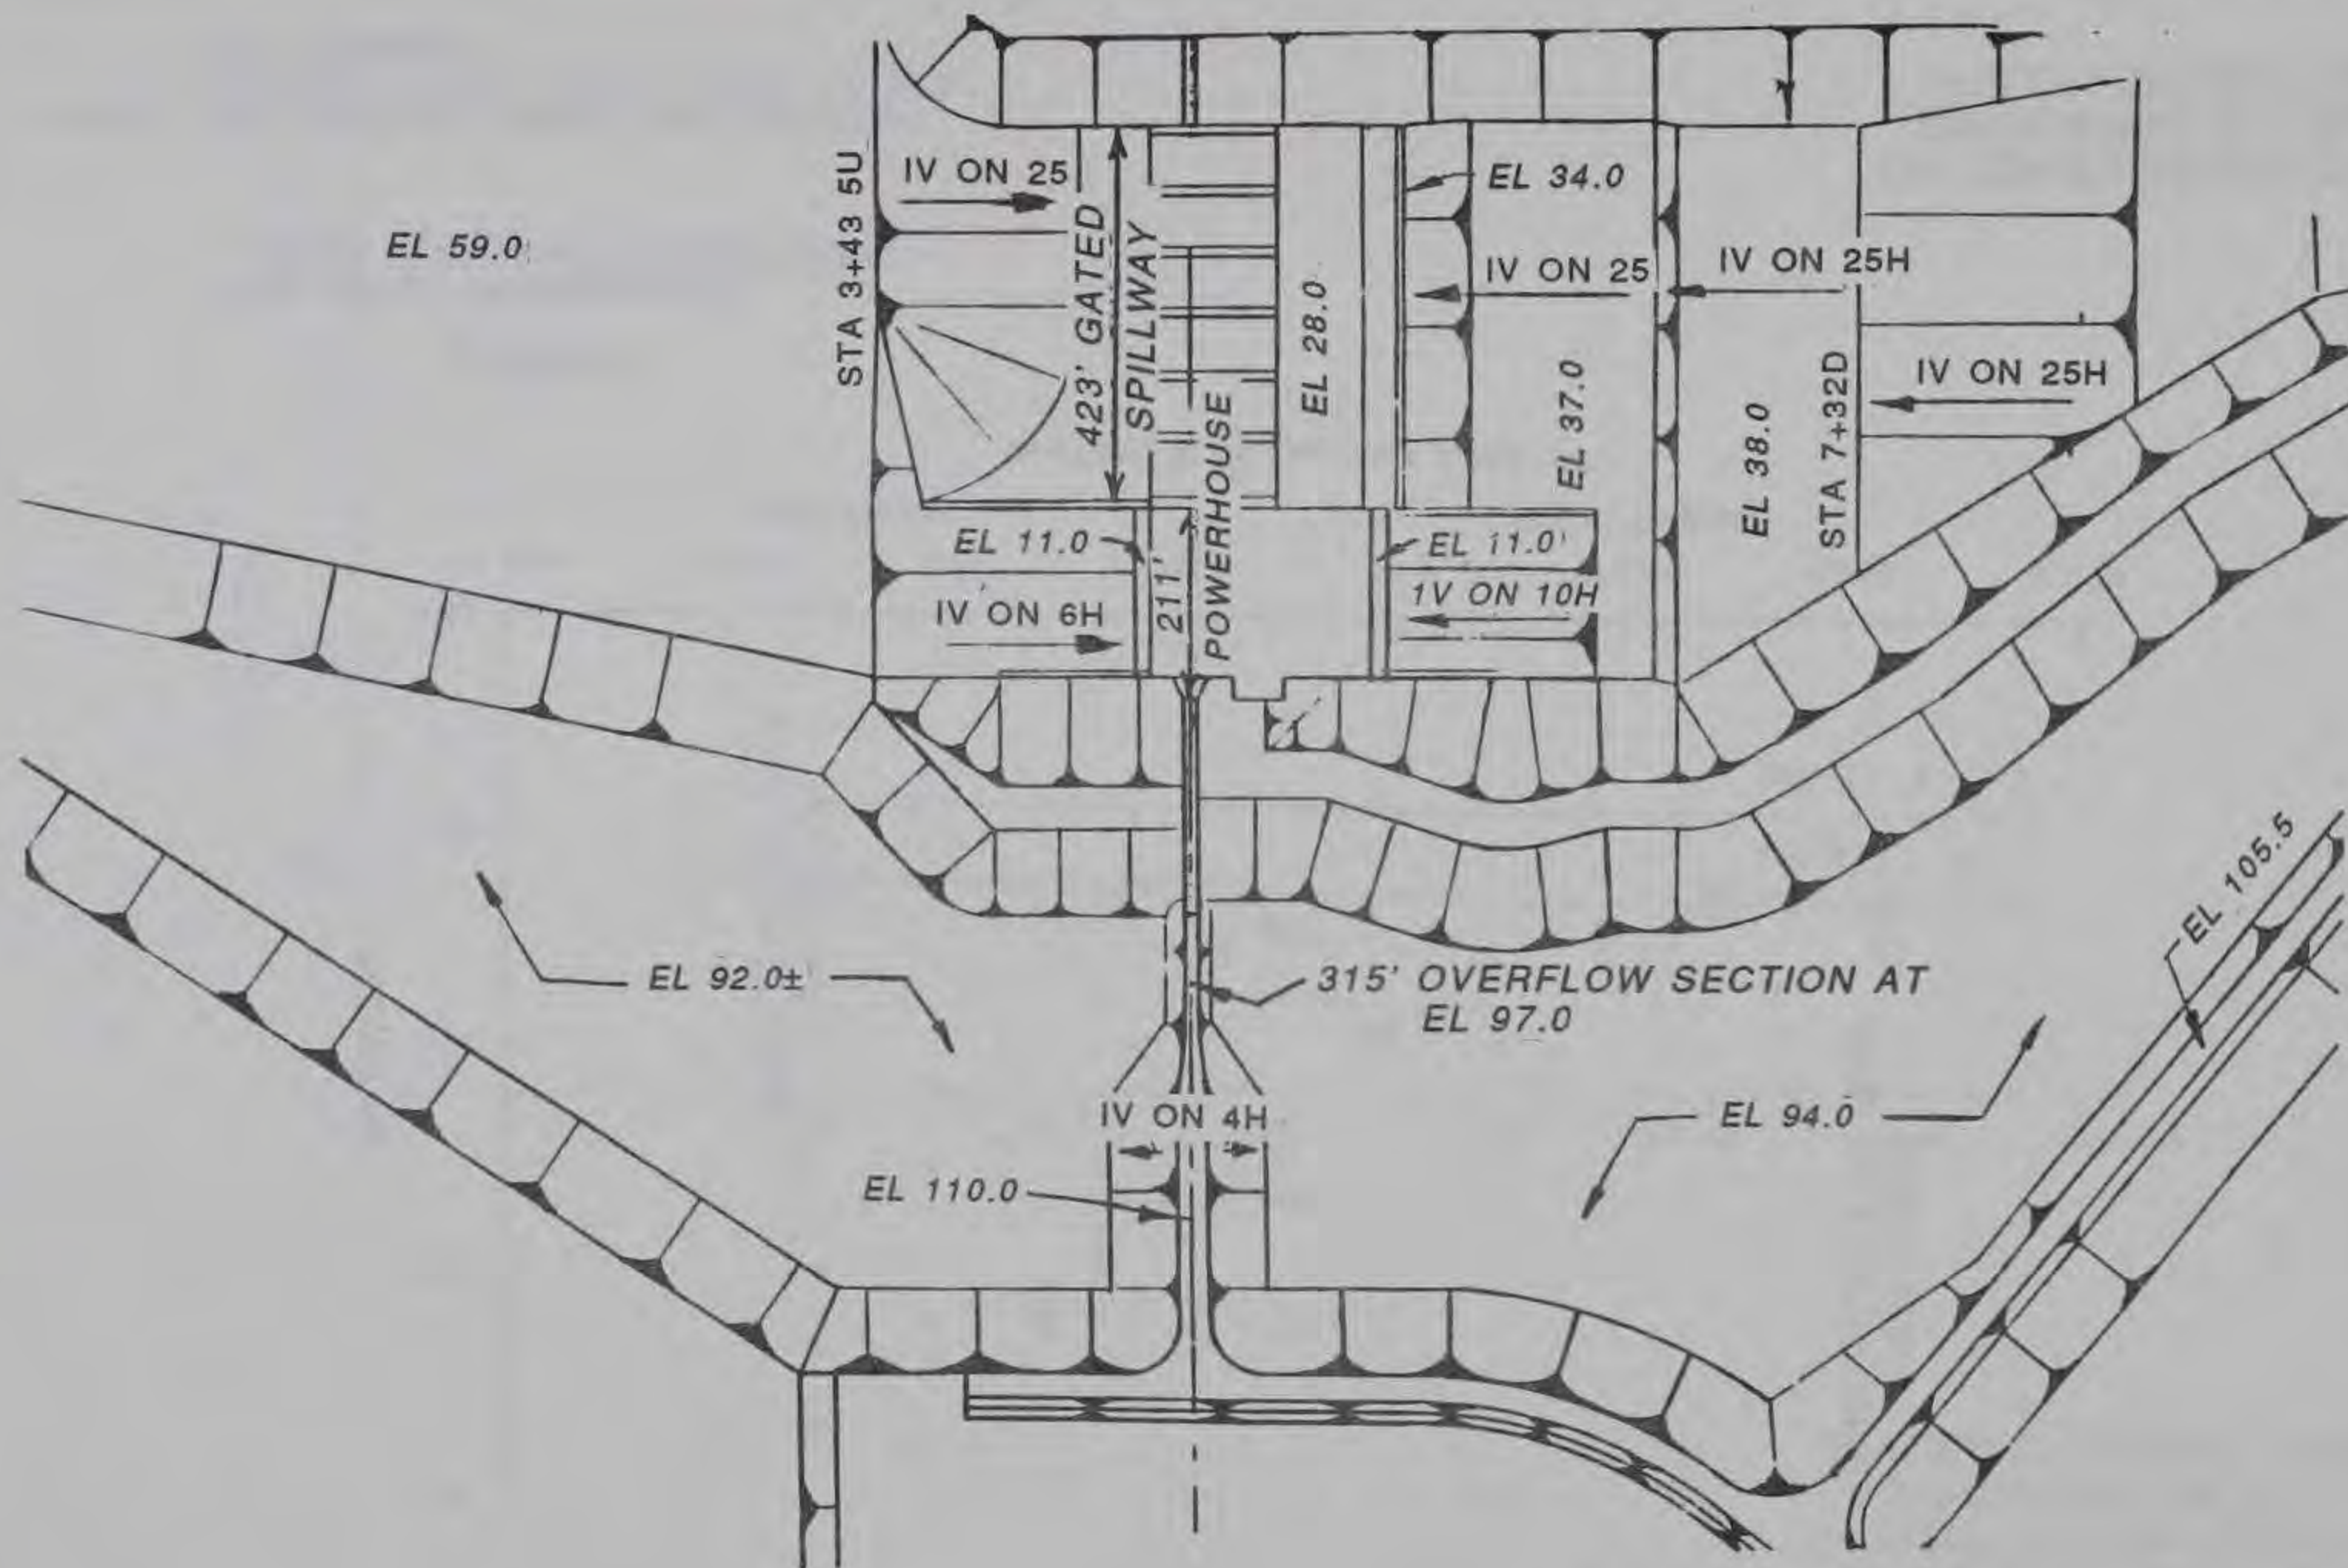 IV ON 25
EL 34.0
EL 59.0
STA 3+43 5U
423' GATED
SPILLWAY
EL 28.0
IV ON 25
IV ON 25H
EL 37.0
EL 38.0
STA 7+32D
IV ON 25H
POWERHOUSE
211'
EL 11.0
EL 11.0
IV ON 6H
1V ON 10H
EL 105.5
EL 92.0±
315' OVERFLOW SECTION AT
EL 97.0
IV ON 4H
EL 94.0
EL 110.0